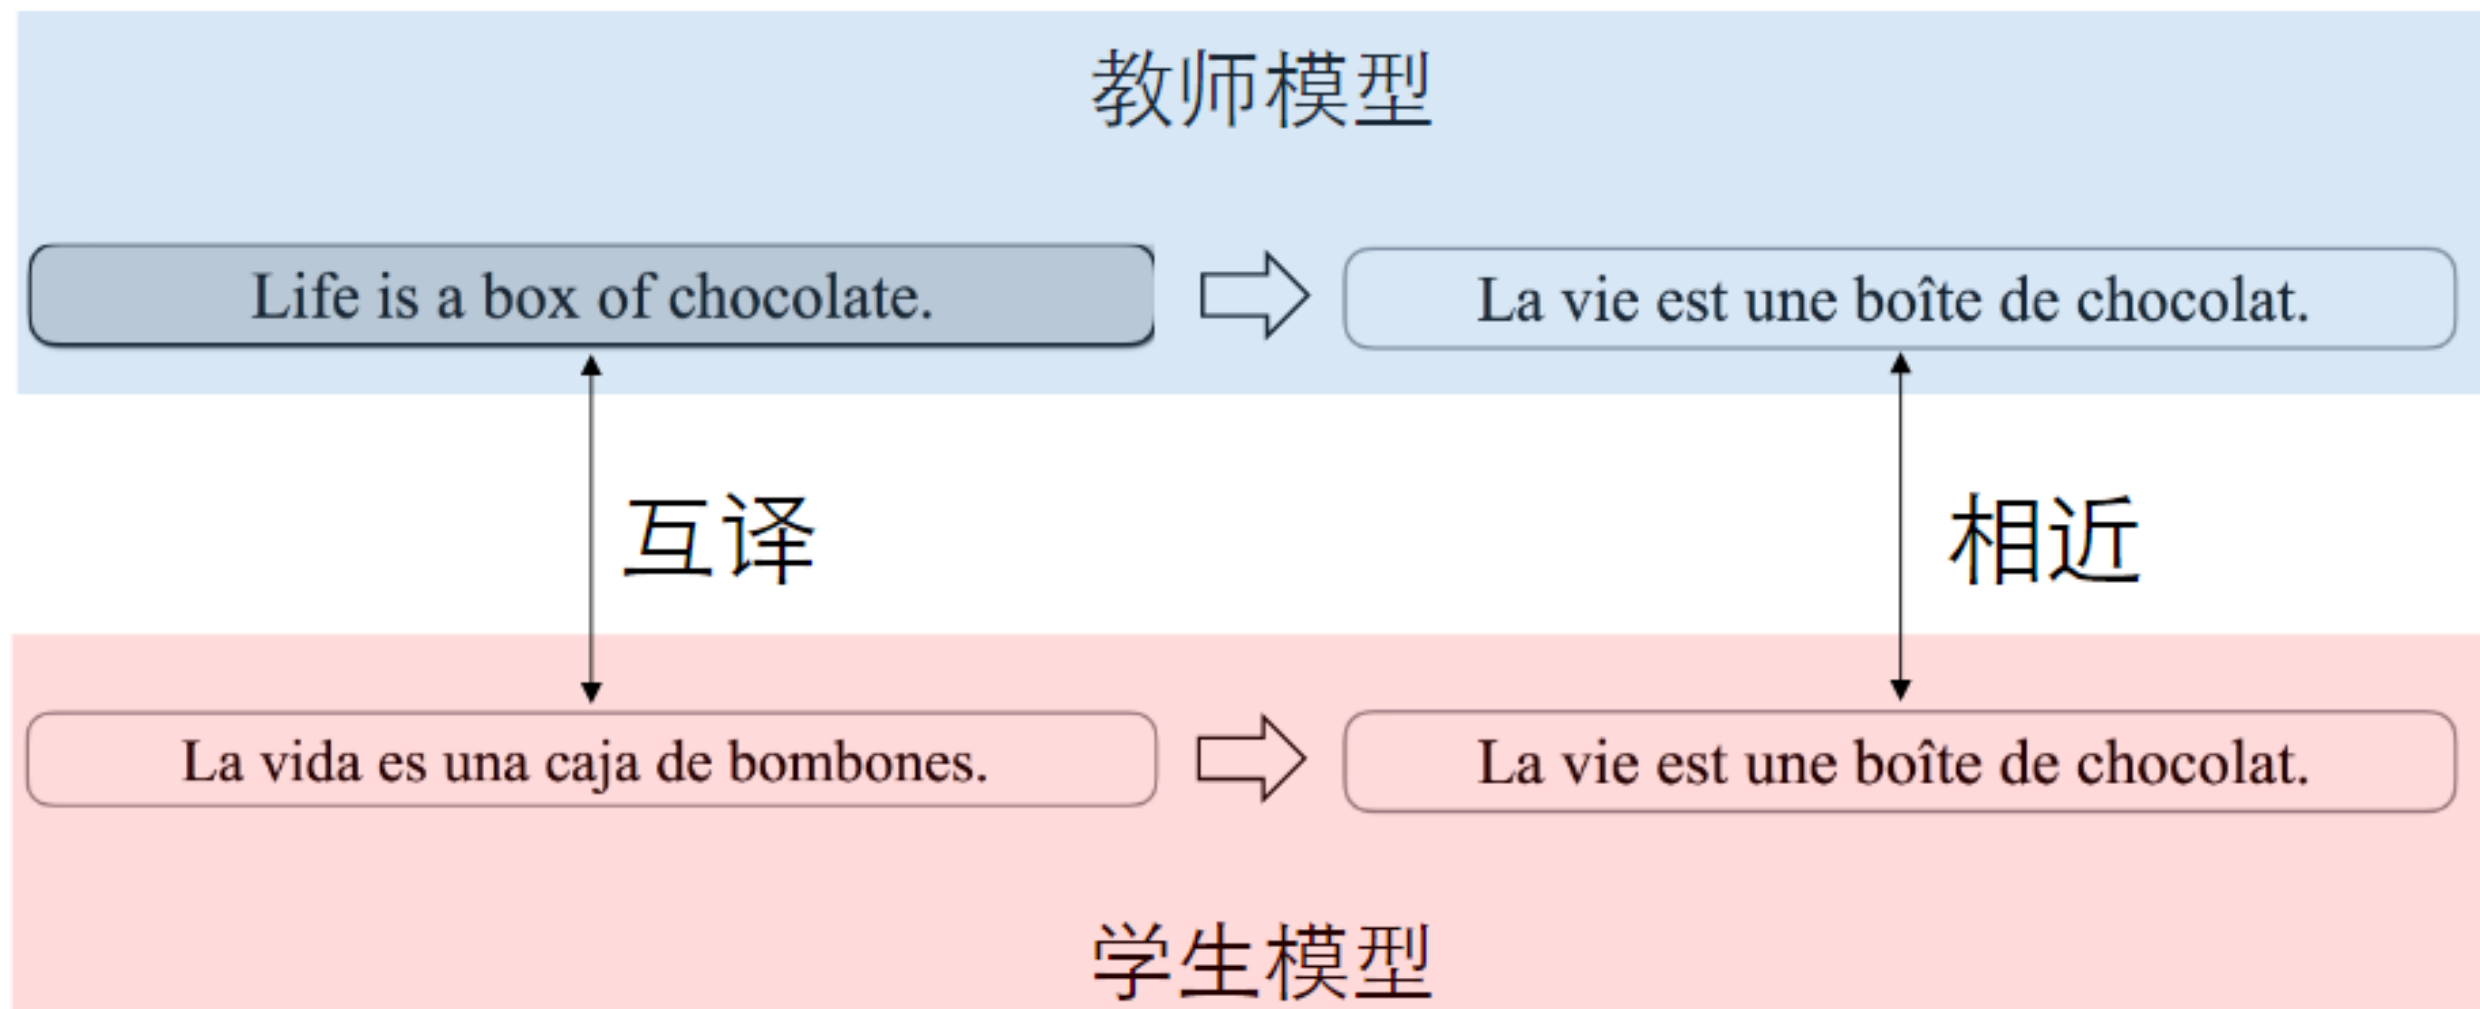 教师模型
Life is a box of chocolate.
La vie est une boîte de chocolat.
互译
相近
La vida es una caja de bombones.
La vie est une boîte de chocolat.
学生模型